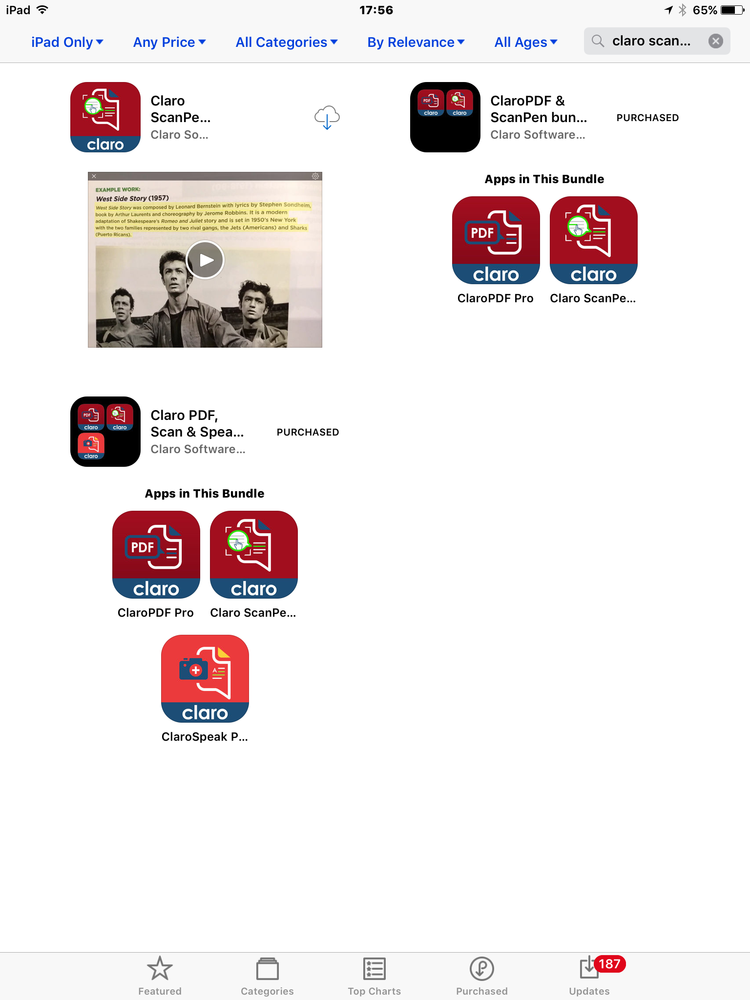 iPad
17:56
65%
iPad Only
Any Price
All Categories
By Relevance
All Ages
claro scan...
claro
Claro
ScanPe...
Claro So...
PDF
claro
claro
ClaroPDF &
ScanPen bun...
Claro Software...
PURCHASED
EXAMPLE WORK:
West Side Story (1957)
West Side Story was composed by Leonard Bernstein with lyrics by Stephen Sondheim,
book by Arthur Laurents and choreography by Jerome Robbins. It is a modern
adaptation of Shakespeare's Romeo and Juliet story and is set in 1950's New York
with the two families represented by two rival gangs, the Jets (Americans) and Sharks
(Puerto Ricans).
Apps in This Bundle
PDF
claro
claro
ClaroPDF Pro
Claro ScanPe...
PDF
claro
claro
claro
Claro PDF,
Scan & Spea...
Claro Software...
PURCHASED
Apps in This Bundle
PDF
claro
claro
ClaroPDF Pro
Claro ScanPe...
A
claro
ClaroSpeak P...
Featured
Categories
Top Charts
Purchased
187
Updates